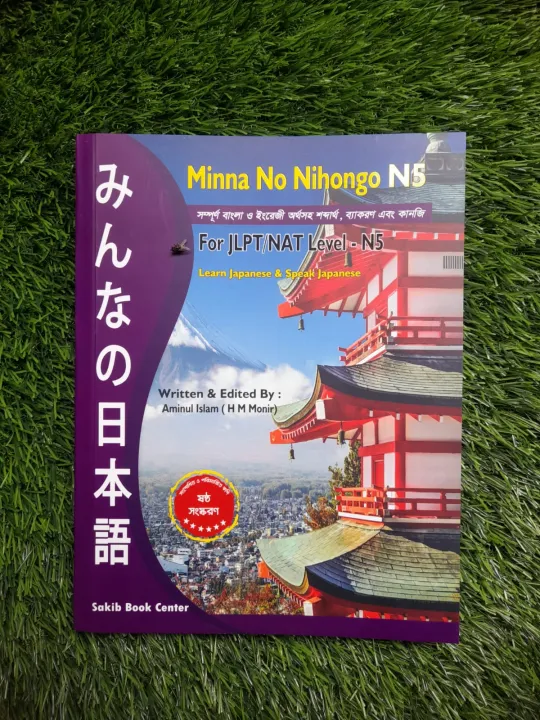 みんなの日本語
Minna No Nihongo N5
সম্পূর্ণ বাংলা ও ইংরেজী অর্থসহ শব্দার্থ, ব্যাকরণ এবং কানজি
For JLPT/NAT Level - N5
Learn Japanese & Speak Japanese
Written & Edited By :
Aminul Islam ( H M Monir)
ষষ্ঠ
সংস্করণ
Sakib Book Center